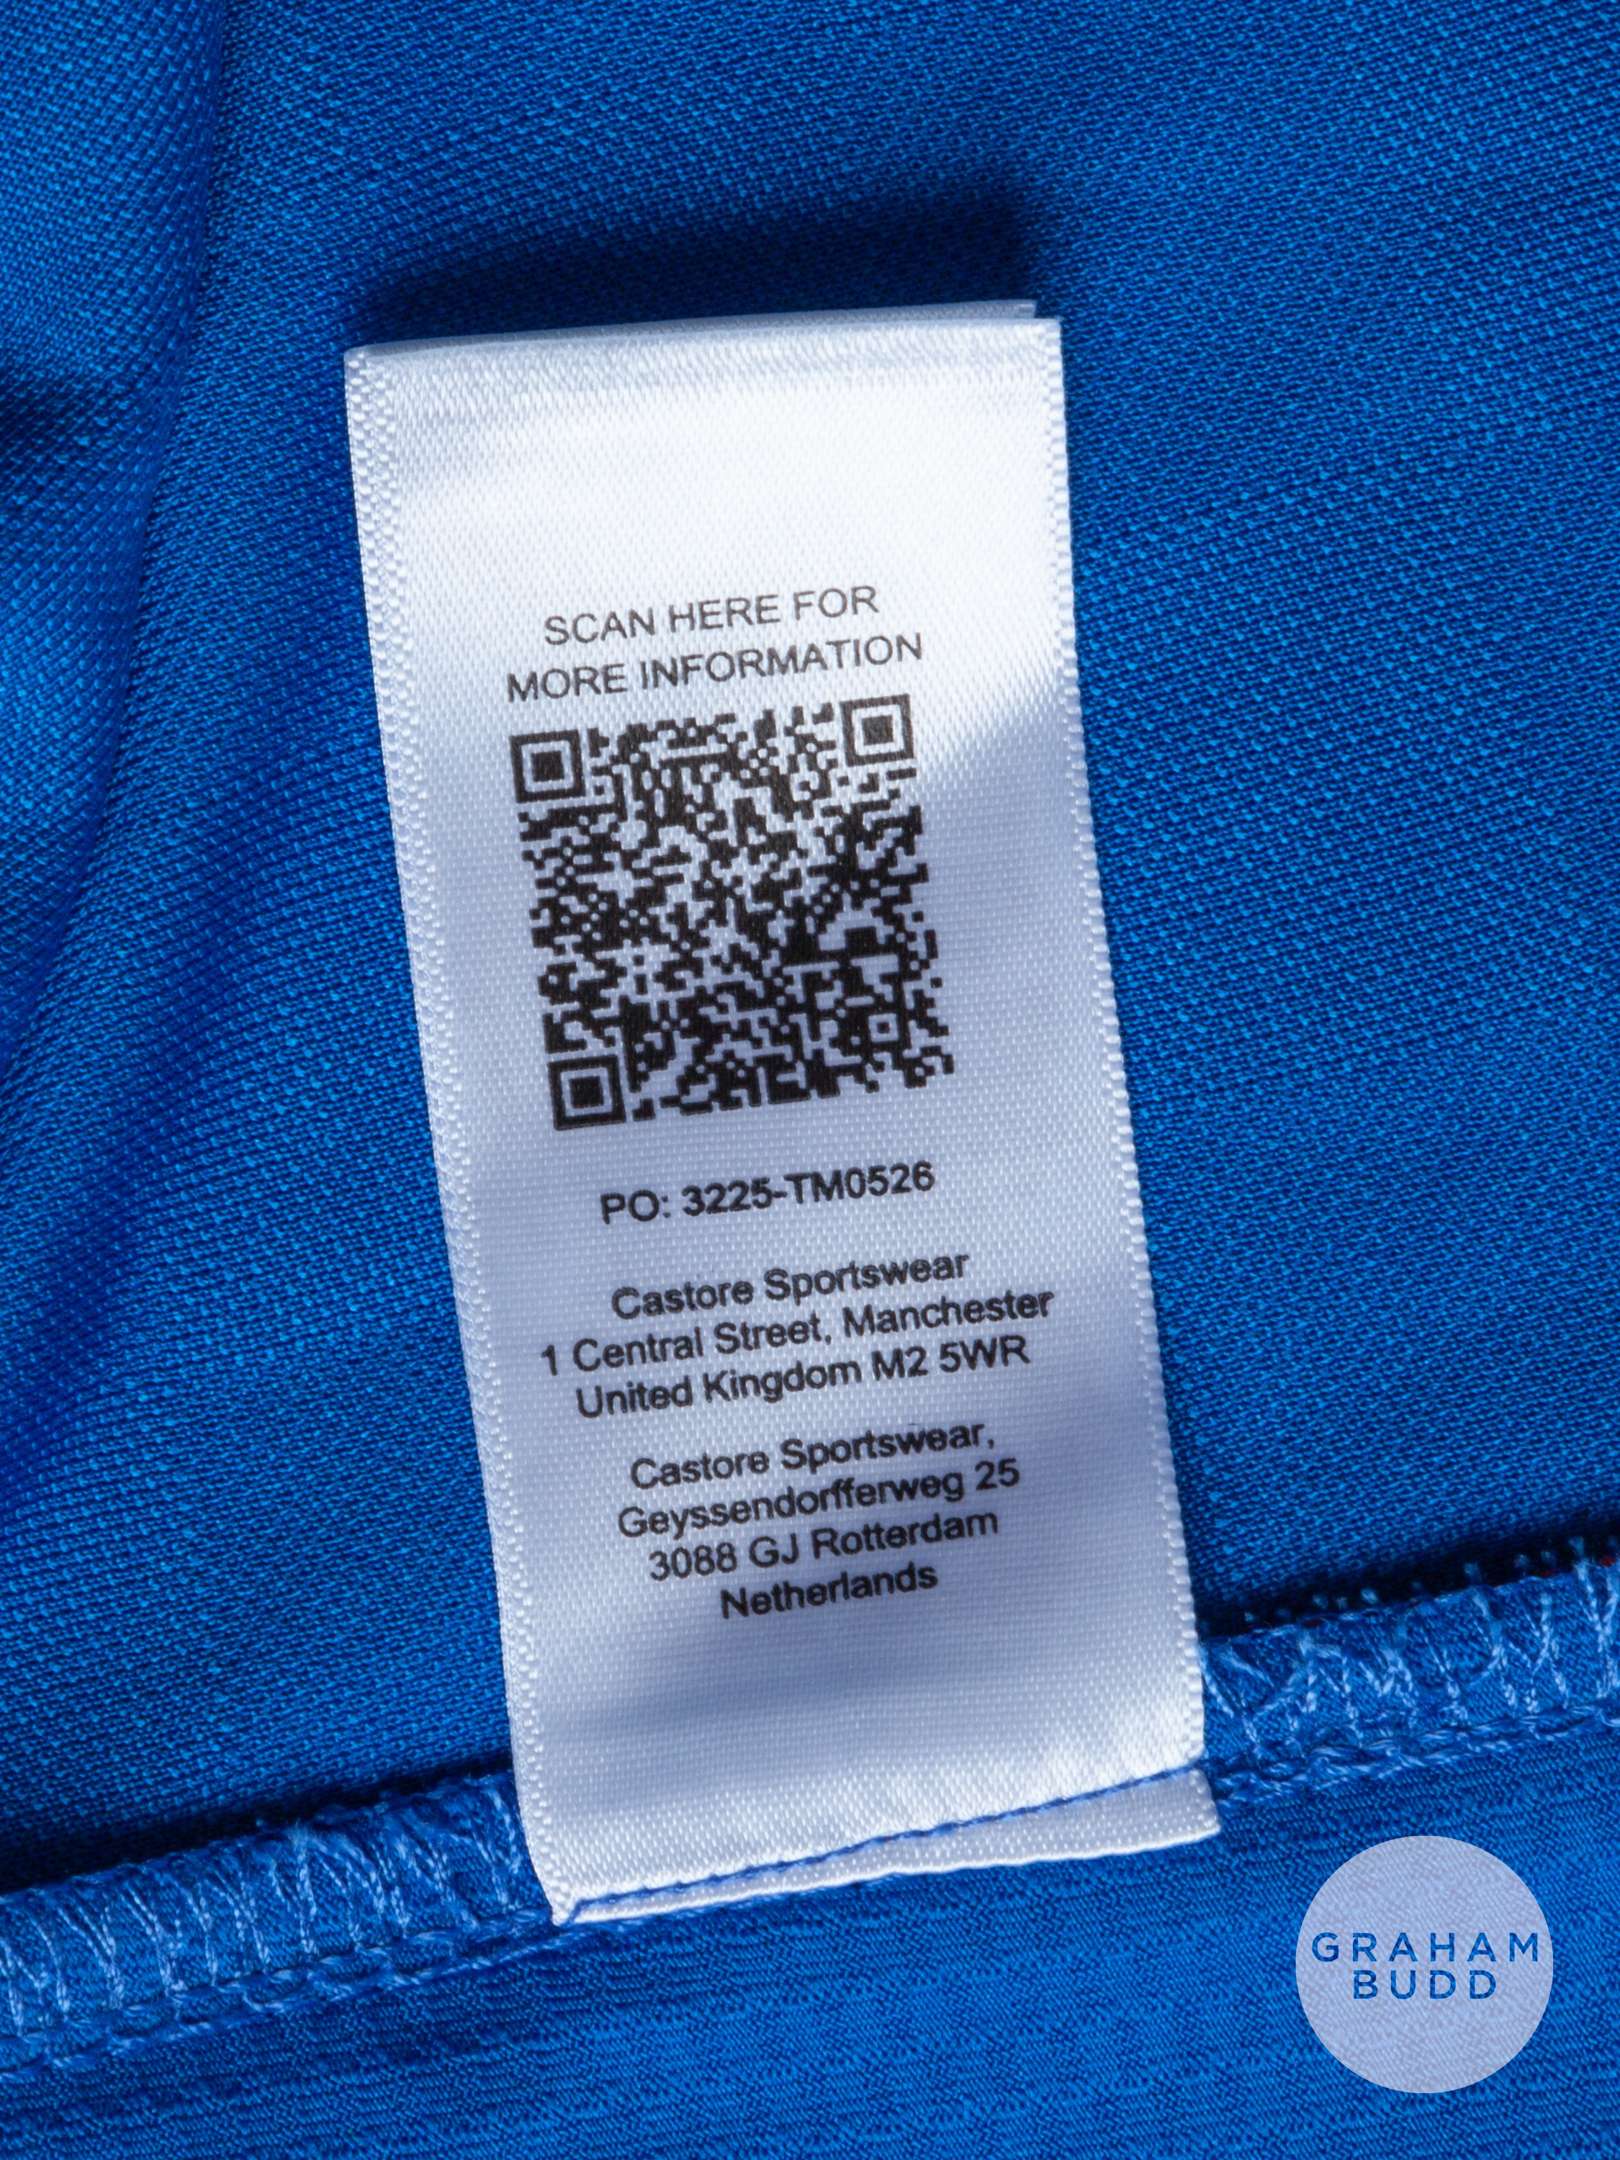 SCAN HERE FOR
MORE INFORMATION
PO: 3225-TM0526
Castore Sportswear
1 Central Street, Manchester
United Kingdom M2 5WR
Castore Sportswear,
Geyssendorfferweg 25
3088 GJ Rotterdam
Netherlands
GRAHAM
BUDD